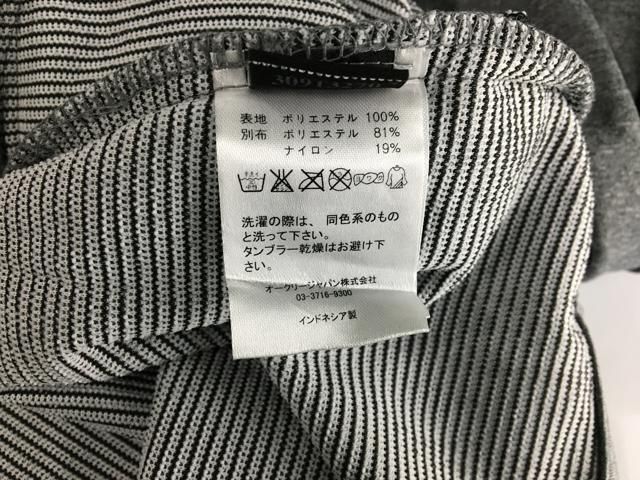 表地 ポリエステル 100%
別布 ポリエステル 81%
ナイロン 19%
洗濯の際は、同色系のもの
と洗って下さい。
タンブラー乾燥はお避け下
さい。
オークリージャパン株式会社
03-3716-9300
インドネシア製